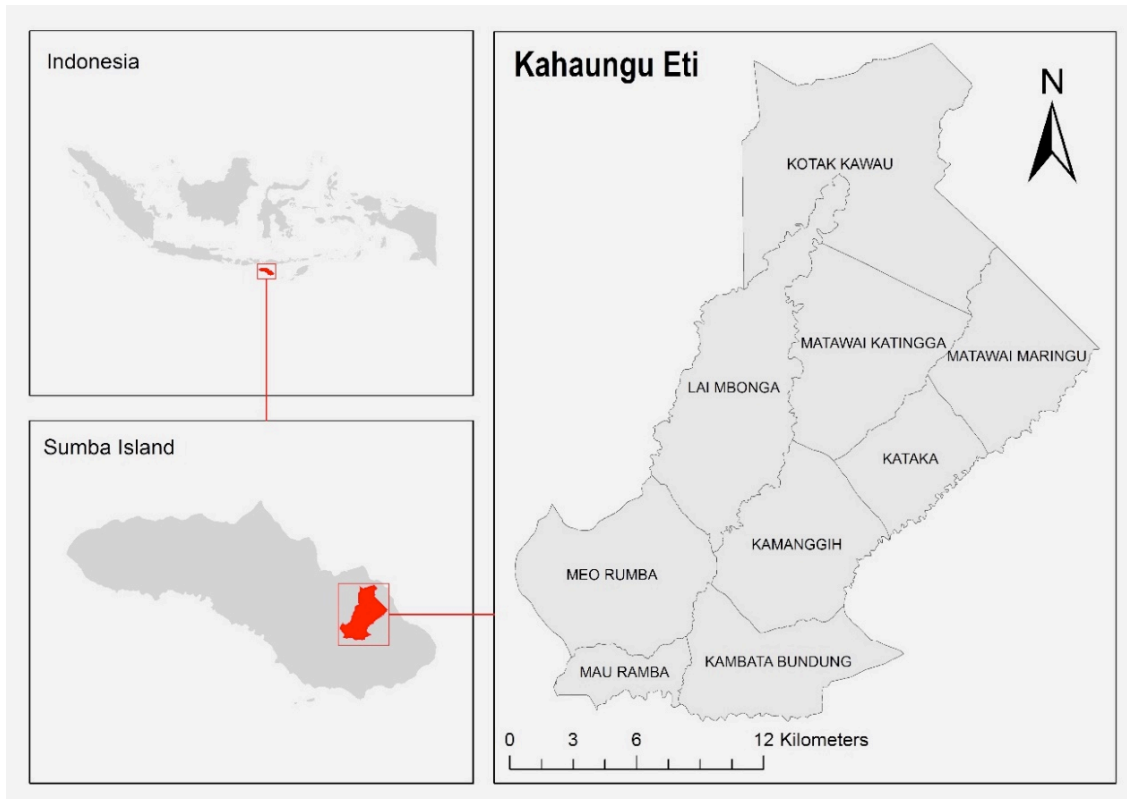 Indonesia
Sumba Island
Kahaungu Eti
N
KOTAK KAWAU
MATAWAI KATINGGA
MATAWAI MARINGU
LAI MBONGA
KATAKA
KAMANGGIH
MEO RUMBA
KAMBATA BUNDUNG
MAU RAMBA
0 3 6 12 Kilometers